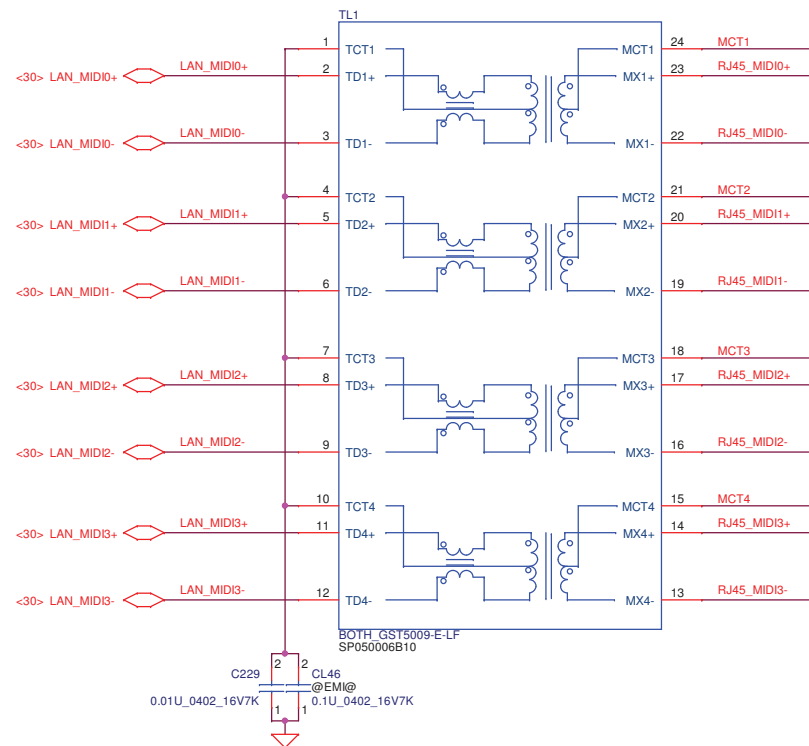 TL1
1 TCT1 MCT1 24 MCT1
<30> LAN_MIDI0+ LAN_MIDI0+ 2 TD1+ MX1+ 23 RJ45_MIDI0+
<30> LAN_MIDI0- LAN_MIDI0- 3 TD1- MX1- 22 RJ45_MIDI0-
4 TCT2 MCT2 21 MCT2
<30> LAN_MIDI1+ LAN_MIDI1+ 5 TD2+ MX2+ 20 RJ45_MIDI1+
<30> LAN_MIDI1- LAN_MIDI1- 6 TD2- MX2- 19 RJ45_MIDI1-
7 TCT3 MCT3 18 MCT3
<30> LAN_MIDI2+ LAN_MIDI2+ 8 TD3+ MX3+ 17 RJ45_MIDI2+
<30> LAN_MIDI2- LAN_MIDI2- 9 TD3- MX3- 16 RJ45_MIDI2-
10 TCT4 MCT4 15 MCT4
<30> LAN_MIDI3+ LAN_MIDI3+ 11 TD4+ MX4+ 14 RJ45_MIDI3+
<30> LAN_MIDI3- LAN_MIDI3- 12 TD4- MX4- 13 RJ45_MIDI3-
BOTH_GST5009-E-LF
SP050006B10
2 2
C229 CL46
@EMI@
0.01U_0402_16V7K 0.1U_0402_16V7K
1 1